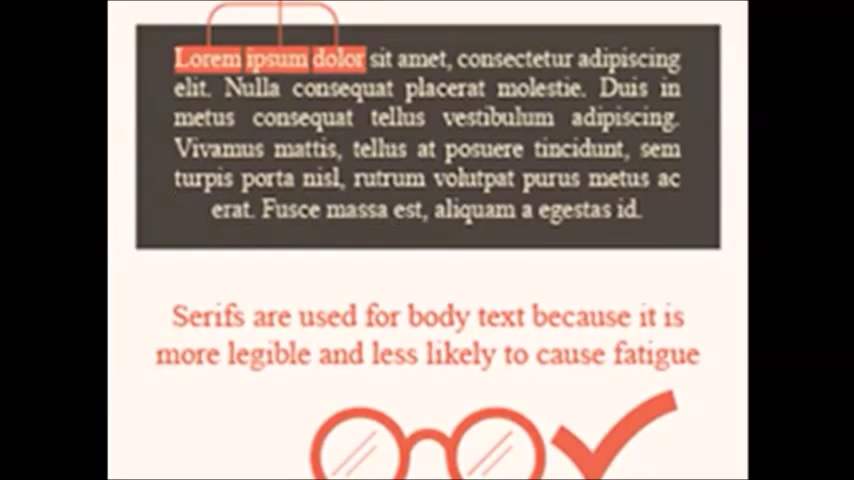 Lorem ipsum dolor sit amet, consectetur adipiscing
elit. Nulla consequat placerat molestie. Duis in
metus consequat tellus vestibulum adipiscing.
Vivamus mattis, tellus at posuere tincidunt, sem
turpis porta nisl, rutrum volutpat purus metus ac
erat. Fusce massa est, aliquam a egestas id.
Serifs are used for body text because it is
more legible and less likely to cause fatigue